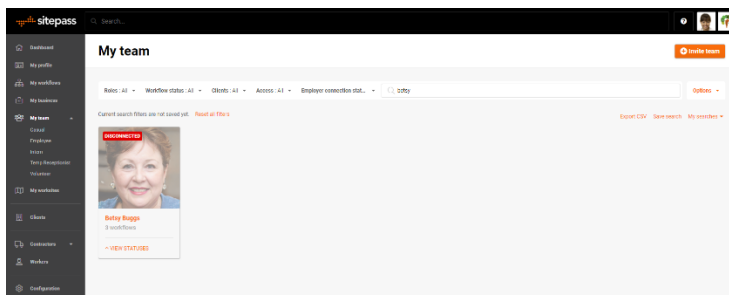 sitepass
Search...
Dashboard
My profile
My workflows
My business
My team
Casual
Employee
Intern
Temp Receptionist
Volunteer
My worksites
Clients
Contractors
Workers
Configuration
My team
Invite team
Roles : All
Workflow status : All
Clients : All
Access : All
Employer connection stat...
betsy
Options
Current search filters are not saved yet. Reset all filters
Export CSV Save search My searches
DISCONNECTED
Betsy Buggs
3 workflows
VIEW STATUSES